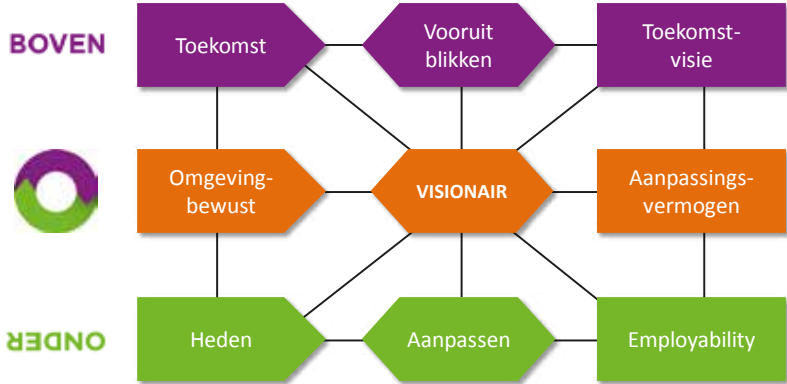 BOVEN
Toekomst
Vooruit
blikken
Toekomst-
visie
Omgeving-
bewust
VISIONAIR
Aanpassings-
vermogen
ONDER
Heden
Aanpassen
Employability